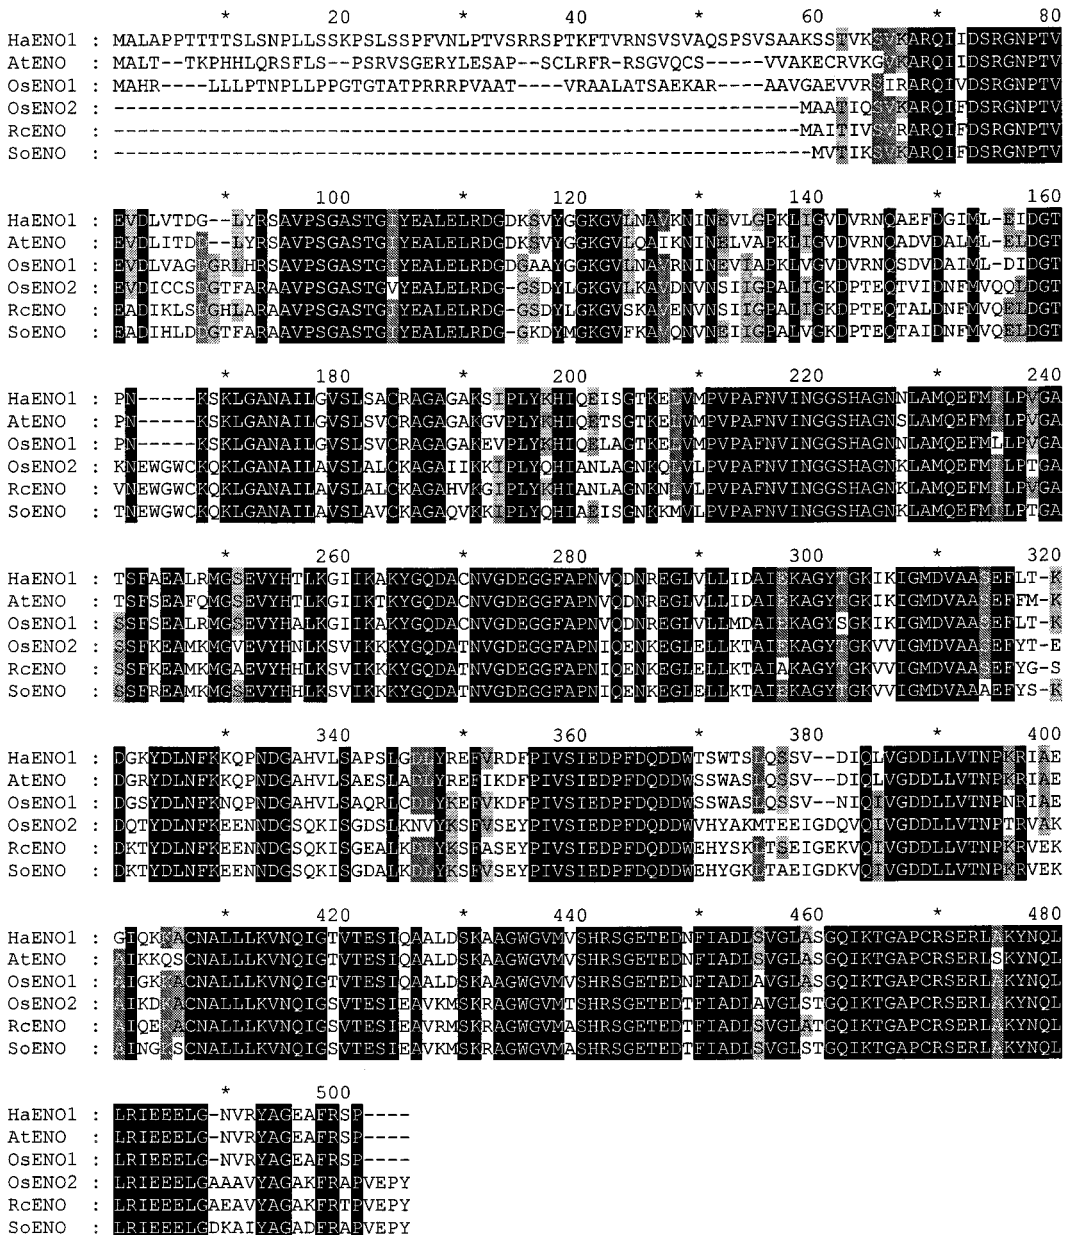 * 20 * 40 * 60 * 80
HaENO1 : MALAPPTTTTSLSNPLLSSKPSLSSPFVNLPTVSRRSPTKFTVRNSVSVAQSPSVSAAKSSTVKSVKARQIIDSRGNPTV
AtENO : MALT--TKPHHLQRSFLS--PSRVSGERYLESAP--SCLRFR-RSGVQCS-----VVAKECRVKGVKARQIIDSRGNPTV
OsENO1 : MAHR----LLLPTNPLLPPGTGTATPRRRPVAAT----VRAALATSAEKAR----AAVGAEVVRSIRARQIVDSRGNPTV
OsENO2 : ----------------------------------------------------------MAATIQSVKARQIFDSRGNPTV
RcENO : ----------------------------------------------------------MAITIVSVRARQIFDSRGNPTV
SoENO : -----------------------------------------------------------MVTIKSVKARQIFDSRGNPTV
* 100 * 120 * 140 * 160
HaENO1 : EVDLVTDG--LYRSAVPSGASTGIYEALELRDGDKSVYGGKGVLNAVKNINEVLGPKLIGVDVRNQAEFDGIML-EIDGT
AtENO : EVDLITDD--LYRSAVPSGASTGIYEALELRDGDKSVYGGKGVLQAIKNINELVAPKLIGVDVRNQADVDALML-ELDGT
OsENO1 : EVDLVAGDGRLHRSAVPSGASTGIYEALELRDGDGAAYGGKGVLNAVRNINEVIAPKLVGVDVRNQSDVDAIML-DIDGT
OsENO2 : EVDICCSDGTFARAAVPSGASTGVYEALELRDG-GSDYLGKGVLKAVDNVNSIIGPALIGKDPTEQTVIDNFMVQQLDGT
RcENO : EADIKLSDGHLARAAVPSGASTGIYEALELRDG-GSDYLGKGVSKAVENVNSIIGPALIGKDPTEQTALDNFMVQELDGT
SoENO : EADIHLDDGTFARAAVPSGASTGIYEALELRDG-GKDYMGKGVFKAVQNVNSIIGPALVGKDPTEQTAIDNFMVQELDGT
* 180 * 200 * 220 * 240
HaENO1 : PN-----KSKLGANAILGVSLSACRAGAGAKSIPLYKHIQEISGTKELVMPVPAFNVINGGSHAGNNLAMQEFMILPVGA
AtENO : PN-----KSKLGANAILGVSLSVCRAGAGAKGVPLYKHIQETSGTKELVMPVPAFNVINGGSHAGNSLAMQEFMILPVGA
OsENO1 : PN-----KSKLGANAILGVSLSVCRAGAGAKEVPLYKHIQELAGTKELVMPVPAFNVINGGSHAGNNLAMQEFMLLPVGA
OsENO2 : KNEWGWCKQKLGANAILAVSLALCKAGAIIKKIPLYQHIANLAGNKQLVLPVPAFNVINGGSHAGNKLAMQEFMILPTGA
RcENO : VNEWGWCKQKLGANAILAVSLALCKAGAHVKGIPLYKHIANLAGNKNLVLPVPAFNVINGGSHAGNKLAMQEFMILPVGA
SoENO : TNEWGWCKQKLGANAILAVSLAVCKAGAQVKKIPLYQHIAEISGNKKMVLPVPAFNVINGGSHAGNKLAMQEFMILPTGA
* 260 * 280 * 300 * 320
HaENO1 : TSFAEALRMGSEVYHTLKGIIKAKYGQDACNVGDEGGFAPNVQDNREGLVLLIDAIEKAGYTGKIKIGMDVAASEFLT-K
AtENO : TSFSEAFQMGSEVYHTLKGIIKTKYGQDACNVGDEGGFAPNVQDNREGLVLLIDAIEKAGYTGKIKIGMDVAASEFFM-K
OsENO1 : SSFSEALRMGSEVYHALKGIIKAKYGQDACNVGDEGGFAPNVQDNREGLVLLMDAIEKAGYSGKIKIGMDVAASEFLT-K
OsENO2 : SSFKEAMKMGVEVYHNLKSVIKKKYGQDATNVGDEGGFAPNIQENKEGLELLKTAIEKAGYTGKVVIGMDVAASEFYT-E
RcENO : SSFKEAMKMGAEVYHHLKSVIKKKYGQDATNVGDEGGFAPNIQENKEGLELLKTAIAKAGYTGKVVIGMDVAASEFYG-S
SoENO : SSFREAMKMGSEVYHHLKSVIKKKYGQDATNVGDEGGFAPNIQENKEGLELLKTAIEKAGYTGKVVIGMDVAAAEFYS-K
* 340 * 360 * 380 * 400
HaENO1 : DGKYDLNFKKQPNDGAHVLSAPSLGDLYREFVRDFPIVSIEDPFDQDDWTSWTSLQSSV--DIQLVGDDLLVTNPKRIAE
AtENO : DGRYDLNFKKQPNDGAHVLSAESLADLYREFIKDFPIVSIEDPFDQDDWSSWASLQSSV--DIQLVGDDLLVTNPKRIAE
OsENO1 : DGSYDLNFKNQPNDGAHVLSAQRLCDLYKEFVKDFPIVSIEDPFDQDDWSSWASLQSSV--NIQIVGDDLLVTNPNRIAE
OsENO2 : DQTYDLNFKEENNDGSQKISGDSLKNVYKSFVSEYPIVSIEDPFDQDDWVHYAKMTEEIGDQVQIVGDDLLVTNPTRVAK
RcENO : DKTYDLNFKEENNDGSQKISGEALKDLYKSFASEYPIVSIEDPFDQDDWEHYSKLTSEIGEKVQIVGDDLLVTNPKRVEK
SoENO : DKTYDLNFKEENNDGSQKISGDALKDLYKSFVSEYPIVSIEDPFDQDDWEHYGKLTAEIGDKVQIVGDDLLVTNPKRVEK
* 420 * 440 * 460 * 480
HaENO1 : GIQKKACNALLLKVNQIGTVTESIQAALDSKAAGWGVMVSHRSGETEDNFIADLSVGLASGQIKTGAPCRSERLAKYNQL
AtENO : AIKKQSCNALLLKVNQIGTVTESIQAALDSKAAGWGVMVSHRSGETEDNFIADLSVGLASGQIKTGAPCRSERLSKYNQL
OsENO1 : AIGKKACNALLLKVNQIGTVTESIQAALDSKAAGWGVMVSHRSGETEDNFIADLAVGLASGQIKTGAPCRSERLAKYNQL
OsENO2 : AIKDKACNALLLKVNQIGSVTESIEAVKMSKRAGWGVMTSHRSGETEDTFIADLAVGLSTGQIKTGAPCRSERLAKYNQL
RcENO : AIQEKACNALLLKVNQIGSVTESIEAVRMSKRAGWGVMASHRSGETEDTFIADLSVGLATGQIKTGAPCRSERLAKYNQL
SoENO : AINGKSCNALLLKVNQIGSVTESIEAVKMSKRAGWGVMASHRSGETEDTFIADLSVGLSTGQIKTGAPCRSERLAKYNQL
* 500
HaENO1 : LRIEEELG-NVRYAGEAFRSP----
AtENO : LRIEEELG-NVRYAGEAFRSP----
OsENO1 : LRIEEELG-NVRYAGEAFRSP----
OsENO2 : LRIEEELGAAAVYAGAKFRAPVEPY
RcENO : LRIEEELGAEAVYAGAKFRTPVEPY
SoENO : LRIEEELGDKAIYAGADFRAPVEPY